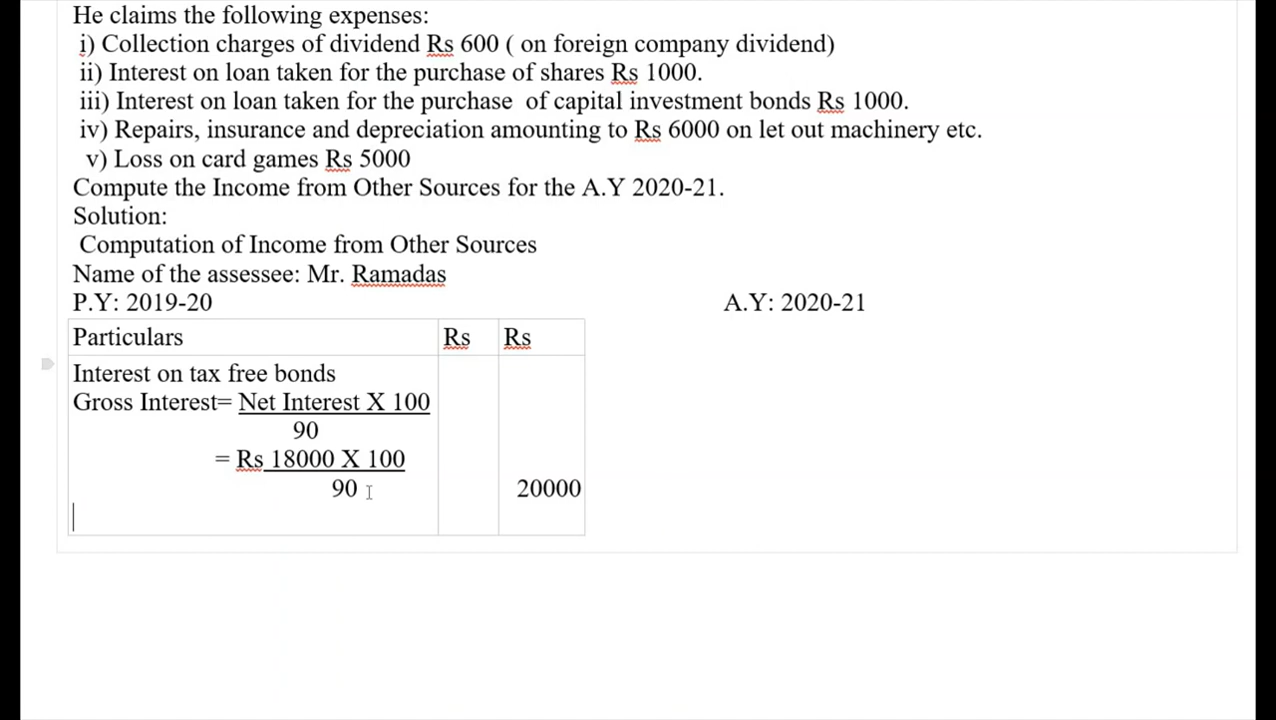 He claims the following expenses:
i) Collection charges of dividend Rs 600 ( on foreign company dividend)
ii) Interest on loan taken for the purchase of shares Rs 1000.
iii) Interest on loan taken for the purchase of capital investment bonds Rs 1000.
iv) Repairs, insurance and depreciation amounting to Rs 6000 on let out machinery etc.
v) Loss on card games Rs 5000
Compute the Income from Other Sources for the A.Y 2020-21.
Solution:
Computation of Income from Other Sources
Name of the assessee: Mr. Ramadas
P.Y: 2019-20 A.Y: 2020-21
Particulars Rs Rs
Interest on tax free bonds
Gross Interest= Net Interest X 100
90
= Rs 18000 X 100
90 20000